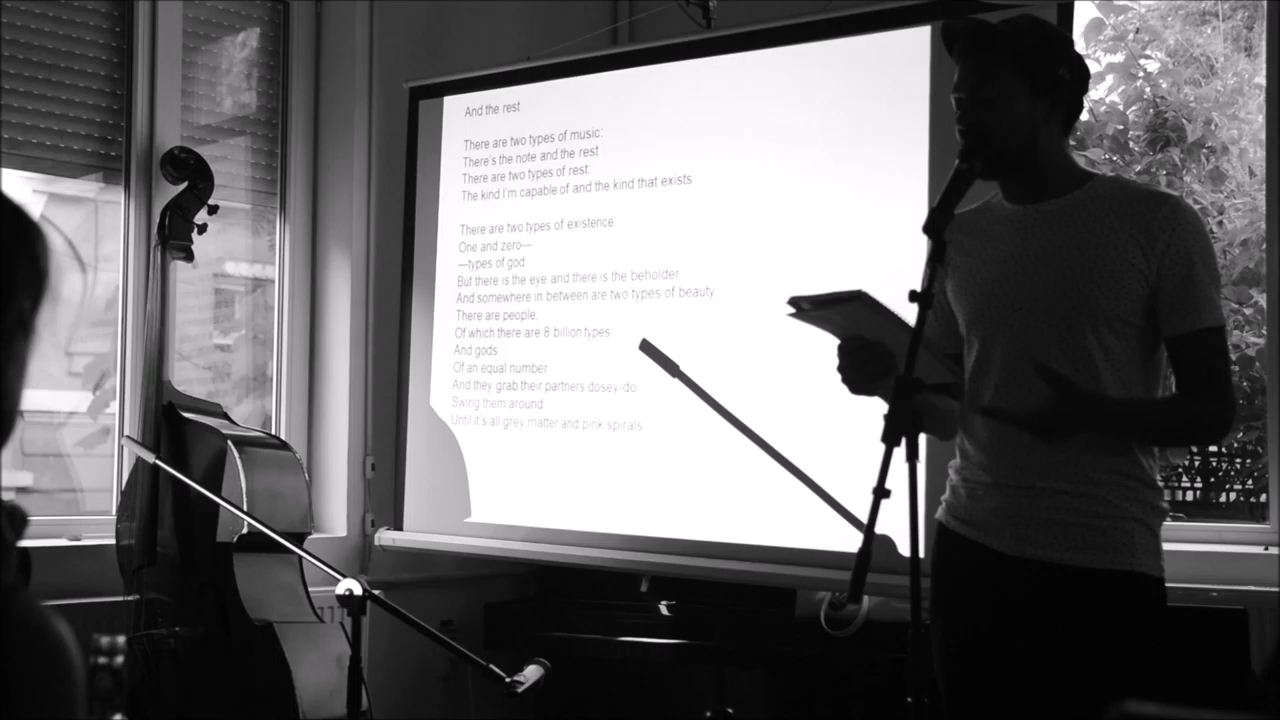 And the rest
There are two types of music:
There's the note and the rest
There are two types of rest:
The kind I'm capable of and the kind that exists
There are two types of existence:
One and zero—
—types of god
But there is the eye and there is the beholder
And somewhere in between are two types of beauty:
There are people,
Of which there are 8 billion types
And gods
Of an equal number
And they grab their partners dosey-do
Swing them around
Until it's all grey matter and pink spirals